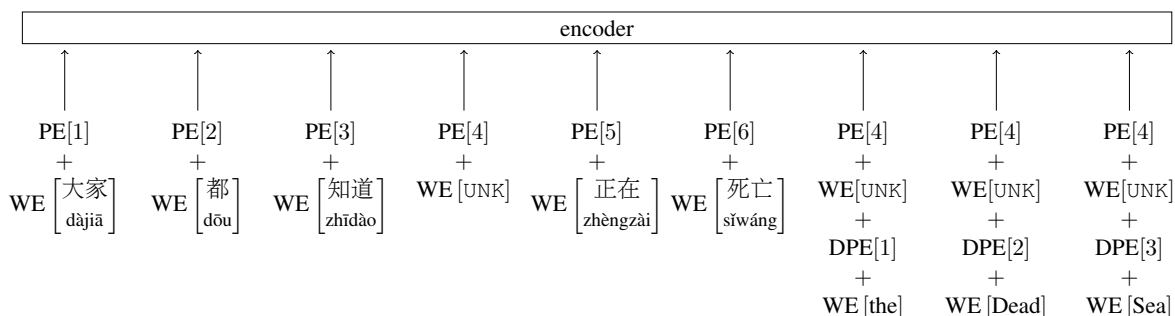 encoder
PE[1] PE[2] PE[3] PE[4] PE[5] PE[6] PE[4] PE[4] PE[4]
+ + + + + + + + +
WE [大家 dàjiā] WE [都 dōu] WE [知道 zhīdào] WE [UNK] WE [正在 zhèngzài] WE [死亡 sǐwáng] WE[UNK] WE[UNK] WE[UNK]
+ + +
DPE[1] DPE[2] DPE[3]
+ + +
WE [the] WE [Dead] WE [Sea]